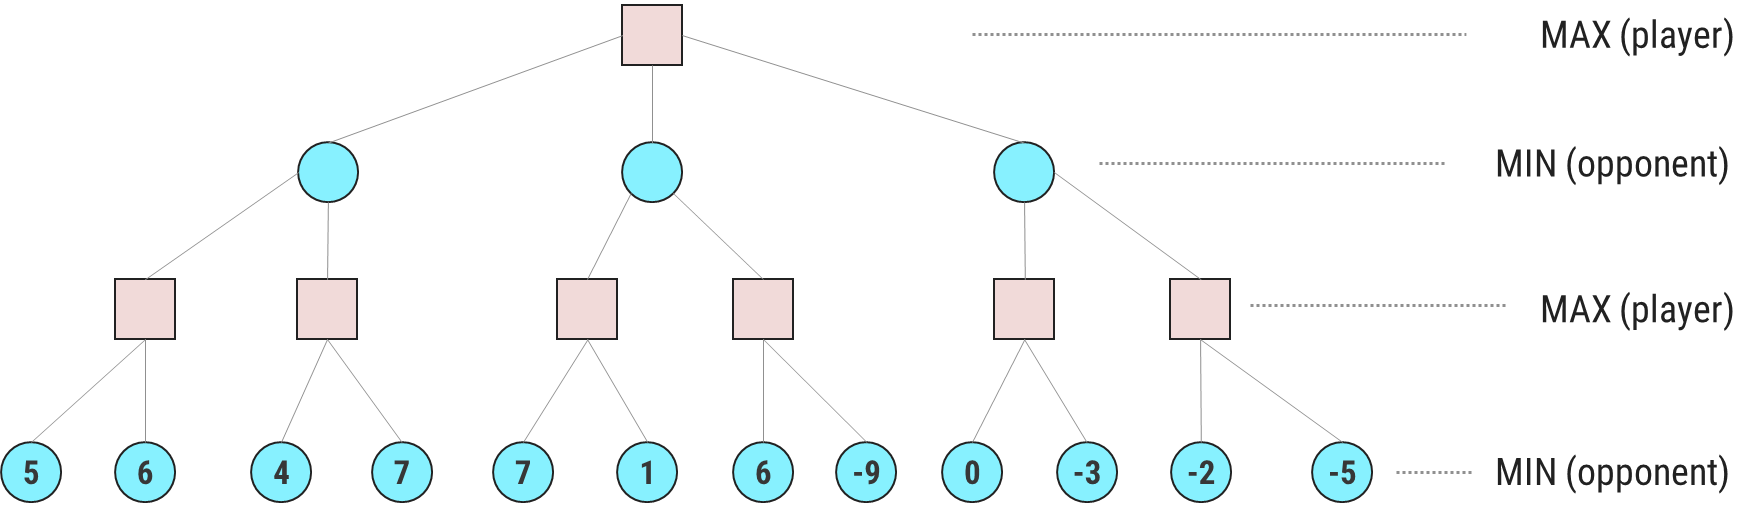 MAX (player)
MIN (opponent)
MAX (player)
5 6 4 7 7 1 6 -9 0 -3 -2 -5 MIN (opponent)